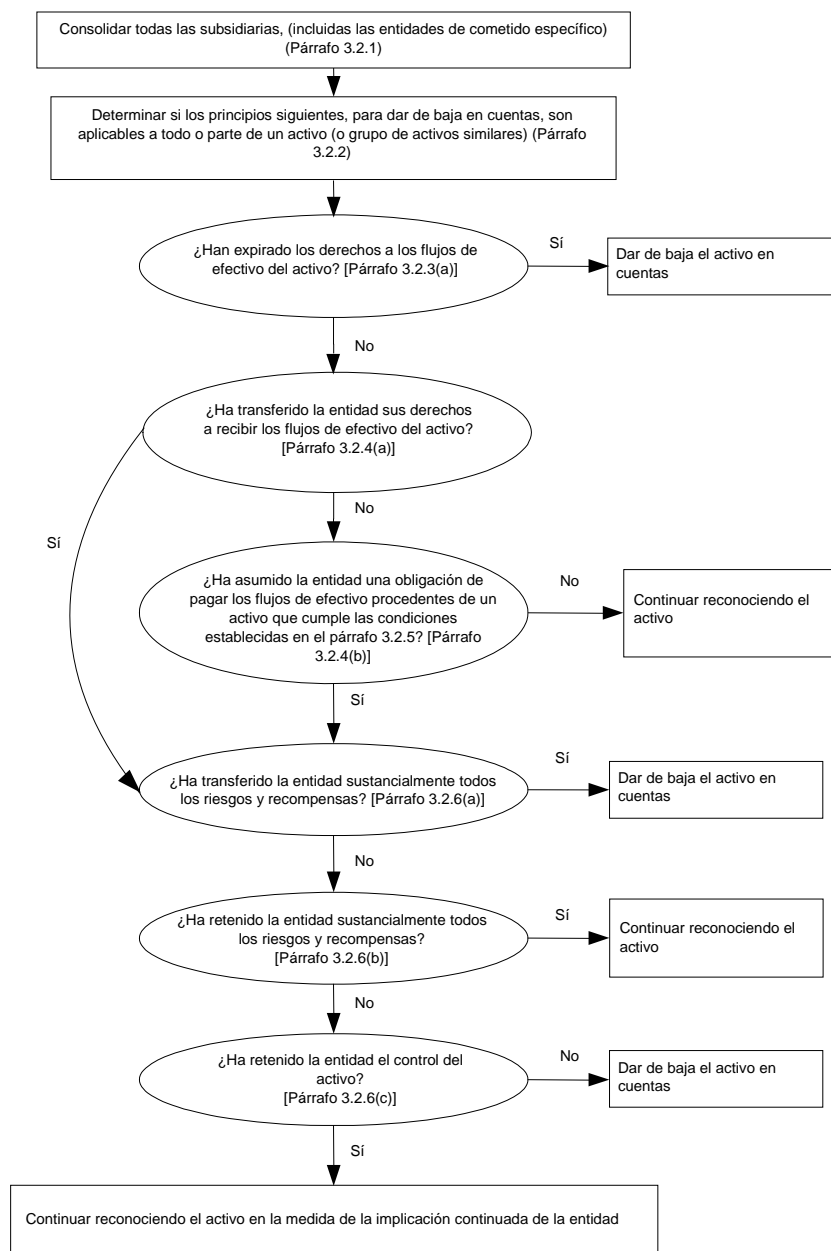 Consolidar todas las subsidiarias, (incluidas las entidades de cometido específico)
(Párrafo 3.2.1)
Determinar si los principios siguientes, para dar de baja en cuentas, son
aplicables a todo o parte de un activo (o grupo de activos similares) (Párrafo
3.2.2)
¿Han expirado los derechos a los flujos de
efectivo del activo? [Párrafo 3.2.3(a)]
Sí
Dar de baja el activo en
cuentas
No
¿Ha transferido la entidad sus derechos
a recibir los flujos de efectivo del activo?
[Párrafo 3.2.4(a)]
No
Sí
¿Ha asumido la entidad una obligación de
pagar los flujos de efectivo procedentes de un
activo que cumple las condiciones
establecidas en el párrafo 3.2.5? [Párrafo
3.2.4(b)]
No
Continuar reconociendo el
activo
Sí
¿Ha transferido la entidad sustancialmente todos
los riesgos y recompensas? [Párrafo 3.2.6(a)]
Sí
Dar de baja el activo en
cuentas
No
¿Ha retenido la entidad sustancialmente todos
los riesgos y recompensas?
[Párrafo 3.2.6(b)]
Sí
Continuar reconociendo el
activo
No
¿Ha retenido la entidad el control del
activo?
[Párrafo 3.2.6(c)]
No
Dar de baja el activo en
cuentas
Sí
Continuar reconociendo el activo en la medida de la implicación continuada de la entidad